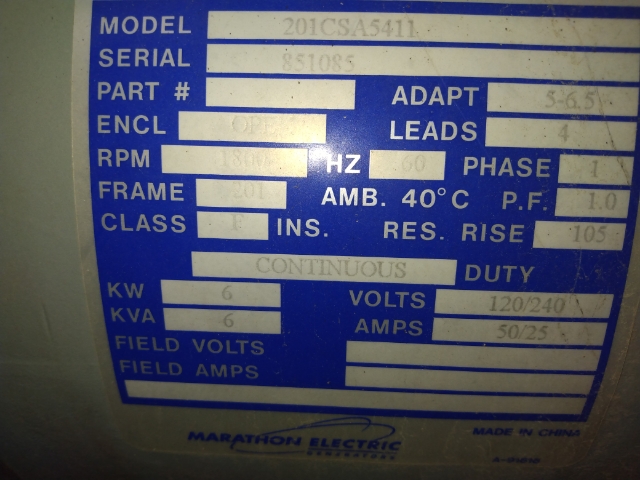 MODEL 201CSA5411
SERIAL 851085
PART # ADAPT 5-6.5
ENCL LEADS 4
RPM 1800 HZ 60 PHASE 1
FRAME 201 AMB. 40°C P.F. 1.0
CLASS F INS. RES. RISE 105
CONTINUOUS DUTY
KW 6 VOLTS 120/240
KVA 6 AMPS 50/25
FIELD VOLTS
FIELD AMPS
MARATHON ELECTRIC MADE IN CHINA
GENERATORS